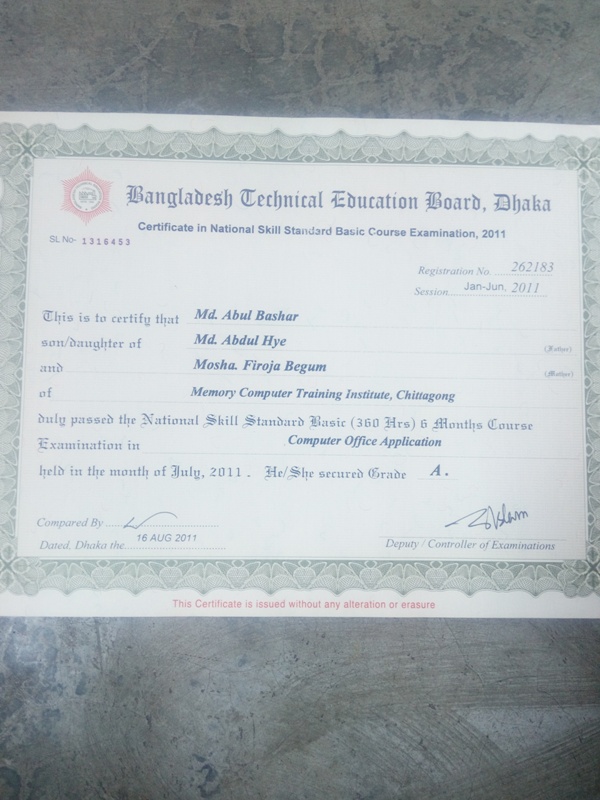 Bangladesh Technical Education Board, Dhaka
Certificate in National Skill Standard Basic Course Examination, 2011
SL No- 1316453
Registration No. 262183
Session Jan-Jun, 2011
This is to certify that Md. Abul Bashar
son/daughter of Md. Abdul Hye (Father)
and Mosha. Firoja Begum (Mother)
of Memory Computer Training Institute, Chittagong
duly passed the National Skill Standard Basic (360 Hrs) 6 Months Course
Examination in Computer Office Application
held in the month of July, 2011. He/She secured Grade A.
Compared By
Dated, Dhaka the 16 AUG 2011
Deputy / Controller of Examinations
This Certificate is issued without any alteration or erasure